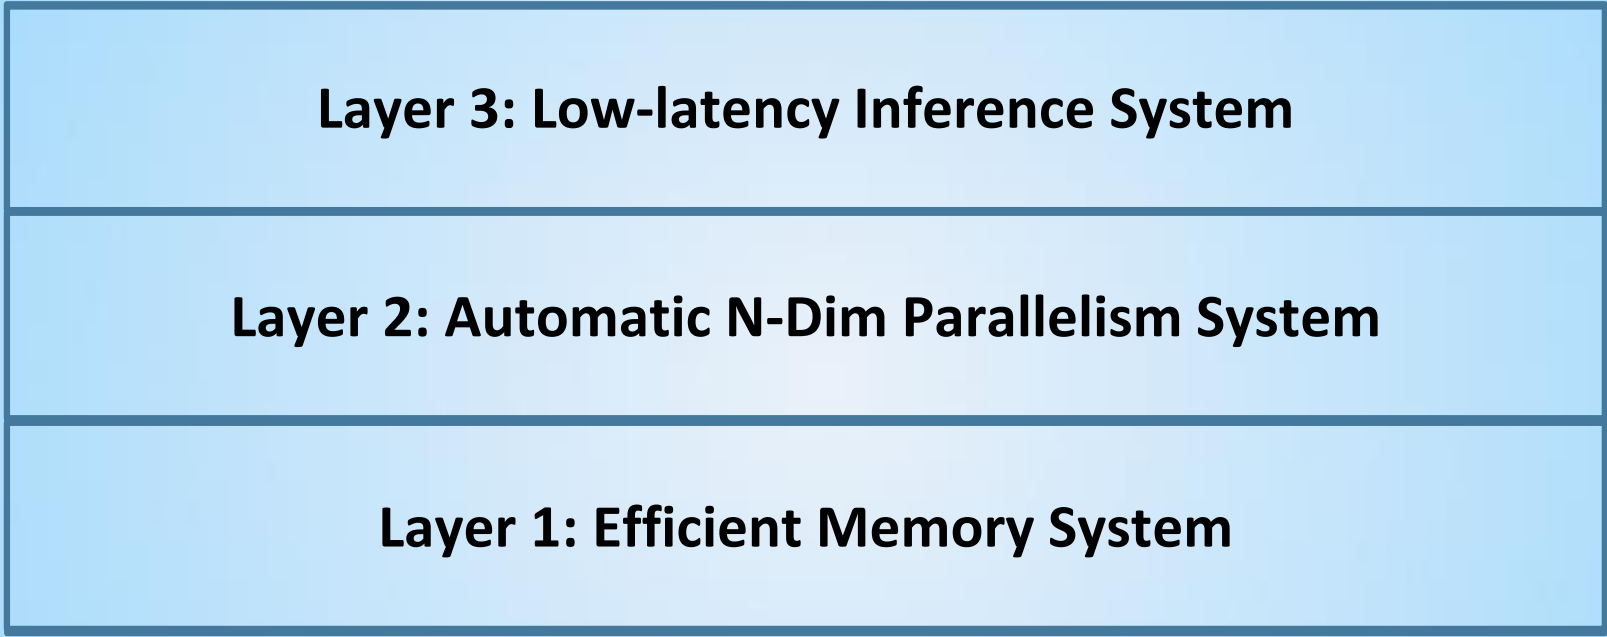 Layer 3: Low-latency Inference System
Layer 2: Automatic N-Dim Parallelism System
Layer 1: Efficient Memory System